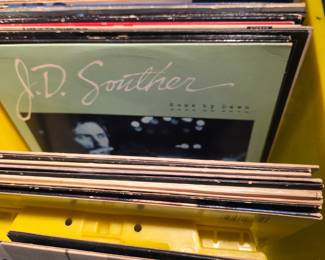 J.D. Souther
home by dawn